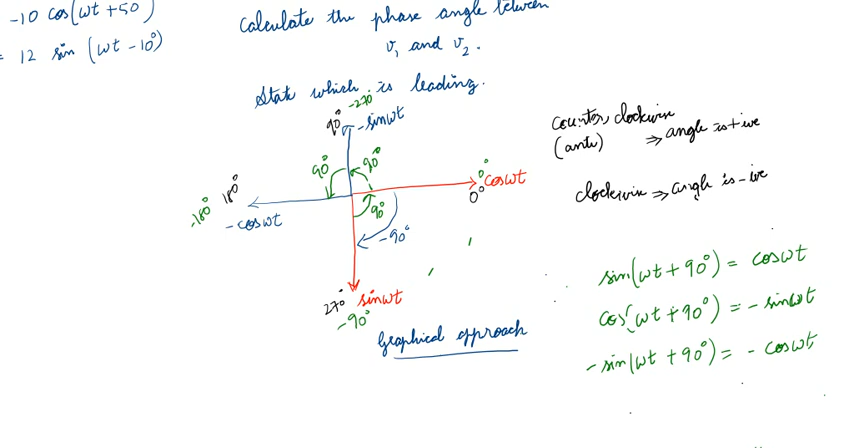 -10 cos(ωt+50°)
= 12 sin (ωt -10°)
Calculate the phase angle between
v₁ and v₂.
State which is leading.
90° -270°
-sinωt
90° 90°
0°
cosωt
0°
-180° 180°
-cosωt
90°
-90°
270° sinωt
-90°
Graphical approach
counter, clockwise
(anti) ⇒ angle is +ive
clockwise ⇒ angle is -ive
sin(ωt + 90°) = cosωt
cos(ωt + 90°) = - sinωt
- sin(ωt + 90°) = - cosωt